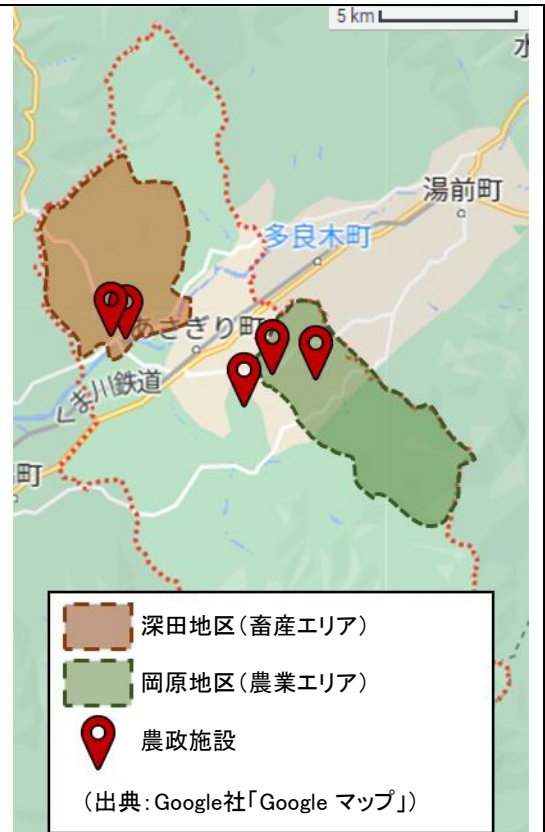 5 km
水
湯前町
多良木町
あさぎり町
くま川鉄道
町
深田地区（畜産エリア）
岡原地区（農業エリア）
農政施設
（出典：Google社「Google マップ」）